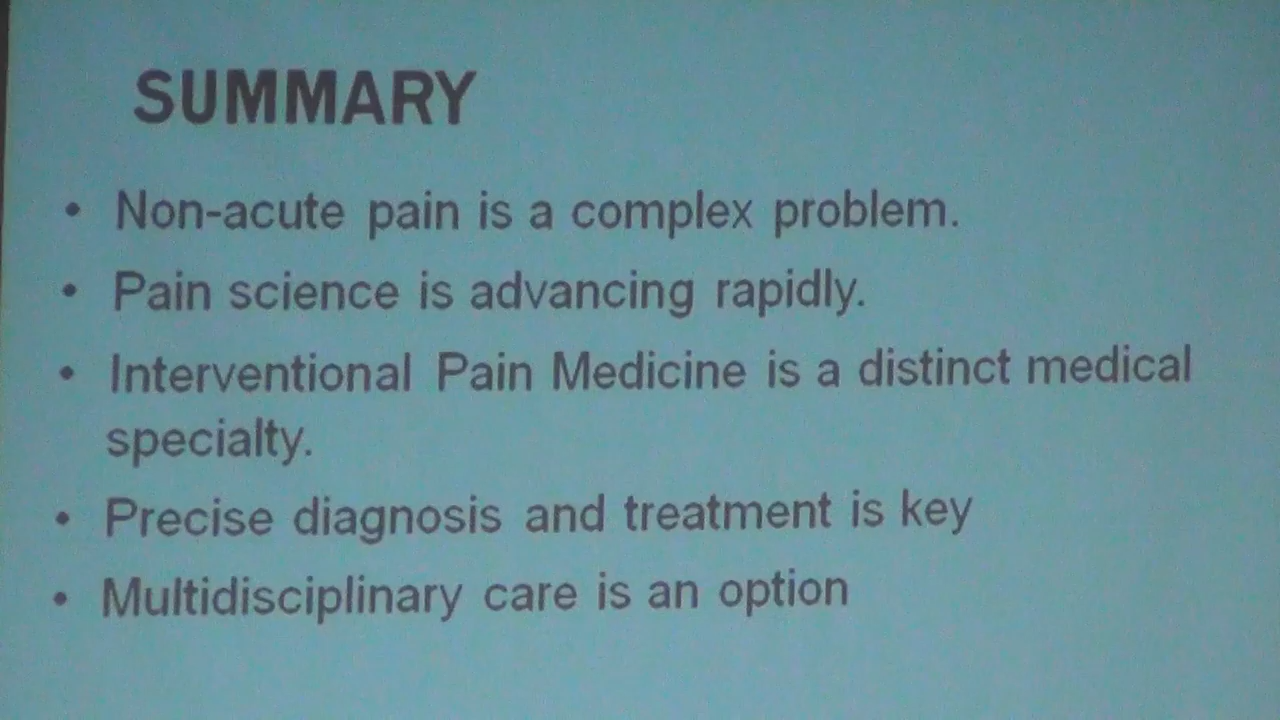 SUMMARY
• Non-acute pain is a complex problem.
• Pain science is advancing rapidly.
• Interventional Pain Medicine is a distinct medical
specialty.
• Precise diagnosis and treatment is key
• Multidisciplinary care is an option